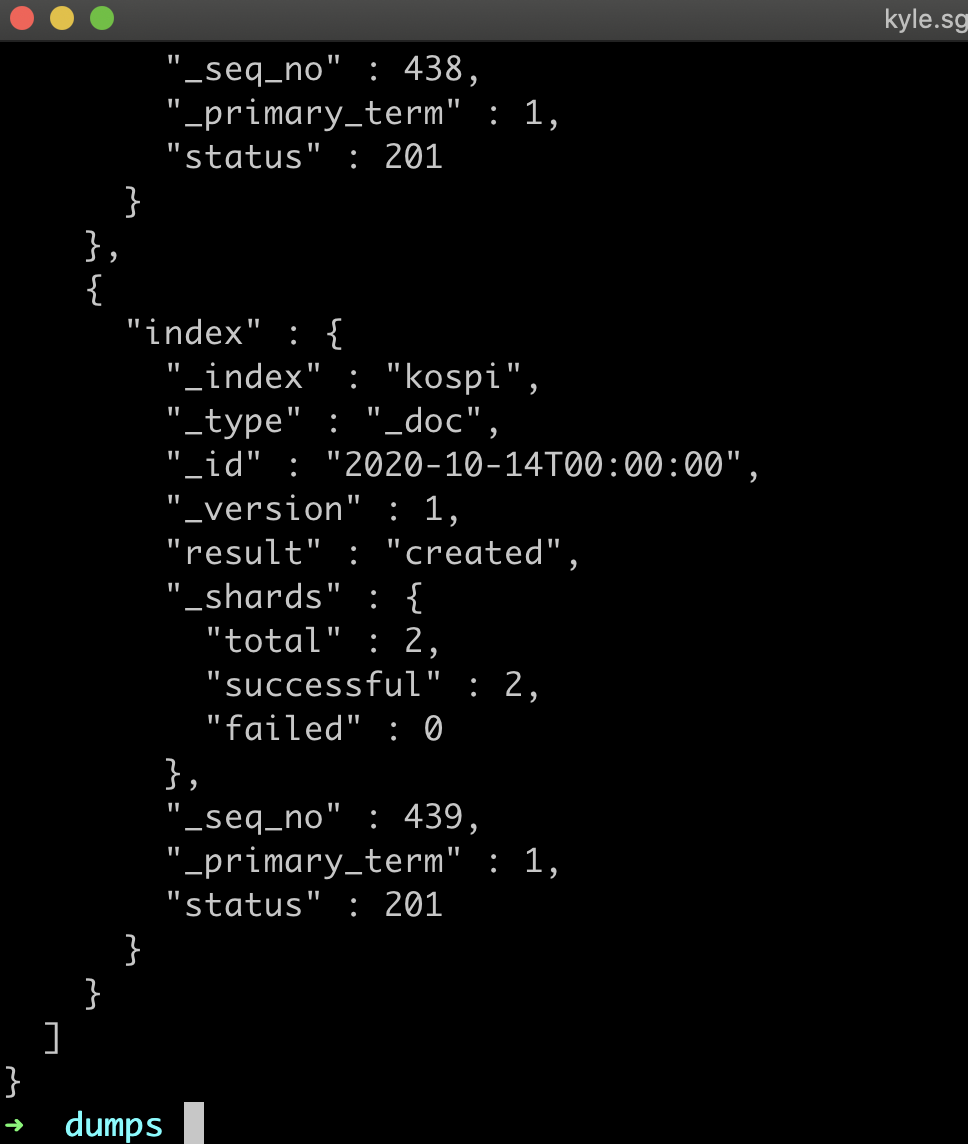 kyle.sg
"_seq_no" : 438,
"_primary_term" : 1,
"status" : 201
}
},
{
"index" : {
"_index" : "kospi",
"_type" : "_doc",
"_id" : "2020-10-14T00:00:00",
"_version" : 1,
"result" : "created",
"_shards" : {
"total" : 2,
"successful" : 2,
"failed" : 0
},
"_seq_no" : 439,
"_primary_term" : 1,
"status" : 201
}
}
]
}
→ dumps